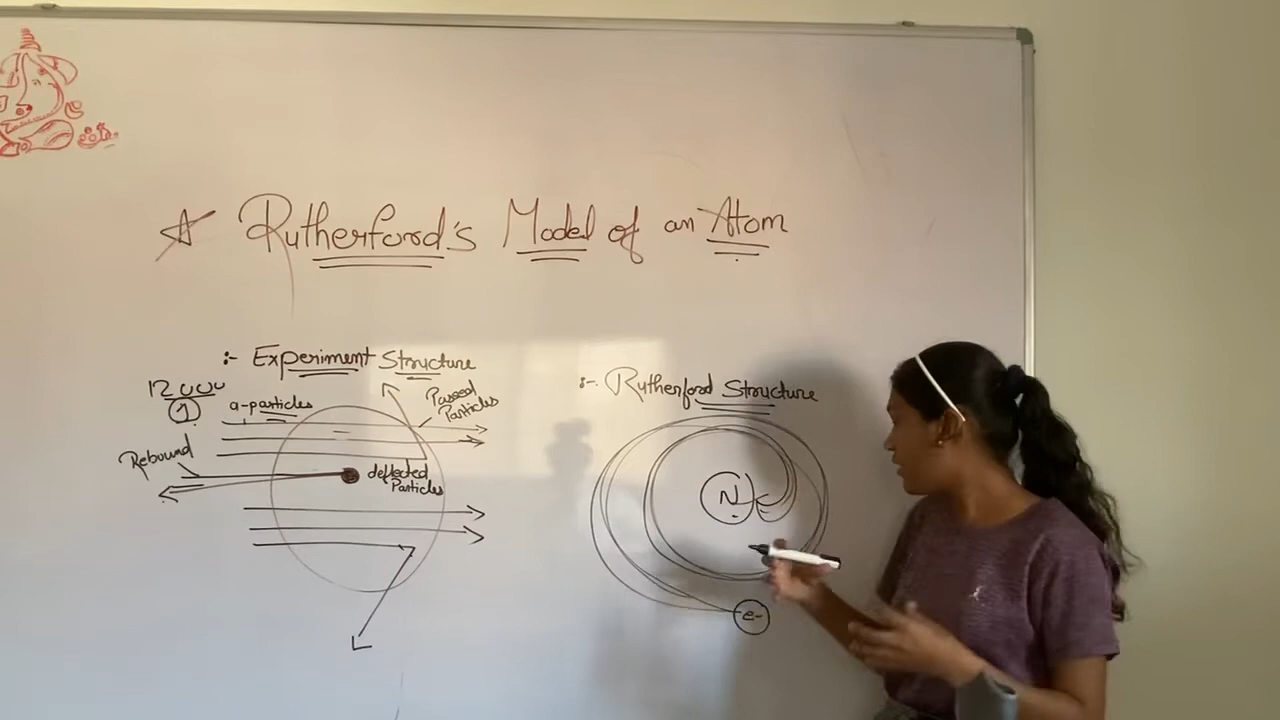 Rutherford's Model of an Atom
:- Experiment Structure
12000
1
a-particles
Passed
Particles
Rebound
deflected
Particles
:- Rutherford Structure
N
e-